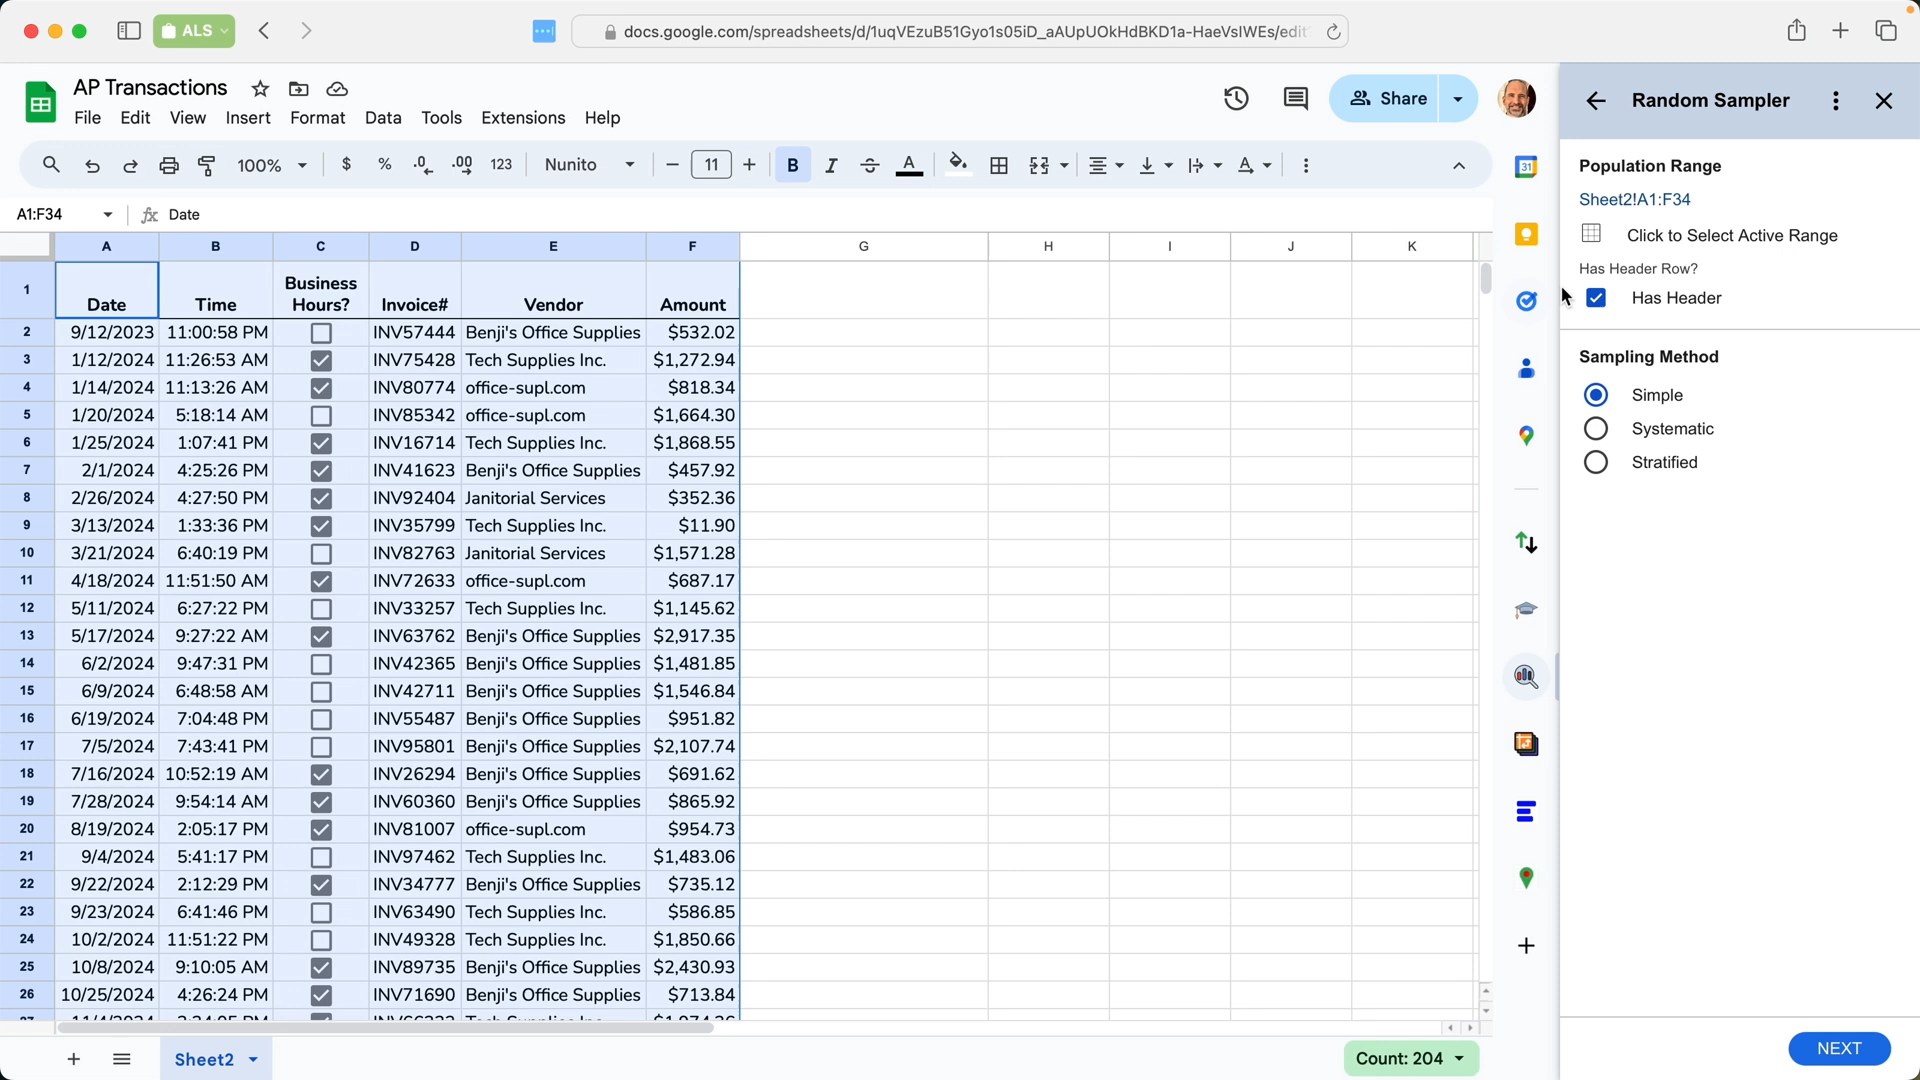 ALS
docs.google.com/spreadsheets/d/1uqVEzuB51Gyo1s05iD_aAUpUOkHdBKD1a-HaeVsIWEs/edit
AP Transactions
File Edit View Insert Format Data Tools Extensions Help
Share
100% $ % .0 .00 123 Nunito 11 B I A
A1:F34 fx Date
A B C D E F G H I J K
1 Date Time Business Hours? Invoice# Vendor Amount
2 9/12/2023 11:00:58 PM INV57444 Benji's Office Supplies $532.02
3 1/12/2024 11:26:53 AM INV75428 Tech Supplies Inc. $1,272.94
4 1/14/2024 11:13:26 AM INV80774 office-supl.com $818.34
5 1/20/2024 5:18:14 AM INV85342 office-supl.com $1,664.30
6 1/25/2024 1:07:41 PM INV16714 Tech Supplies Inc. $1,868.55
7 2/1/2024 4:25:26 PM INV41623 Benji's Office Supplies $457.92
8 2/26/2024 4:27:50 PM INV92404 Janitorial Services $352.36
9 3/13/2024 1:33:36 PM INV35799 Tech Supplies Inc. $11.90
10 3/21/2024 6:40:19 PM INV82763 Janitorial Services $1,571.28
11 4/18/2024 11:51:50 AM INV72633 office-supl.com $687.17
12 5/11/2024 6:27:22 PM INV33257 Tech Supplies Inc. $1,145.62
13 5/17/2024 9:27:22 AM INV63762 Benji's Office Supplies $2,917.35
14 6/2/2024 9:47:31 PM INV42365 Benji's Office Supplies $1,481.85
15 6/9/2024 6:48:58 AM INV42711 Benji's Office Supplies $1,546.84
16 6/19/2024 7:04:48 PM INV55487 Benji's Office Supplies $951.82
17 7/5/2024 7:43:41 PM INV95801 Benji's Office Supplies $2,107.74
18 7/16/2024 10:52:19 AM INV26294 Benji's Office Supplies $691.62
19 7/28/2024 9:54:14 AM INV60360 Benji's Office Supplies $865.92
20 8/19/2024 2:05:17 PM INV81007 office-supl.com $954.73
21 9/4/2024 5:41:17 PM INV97462 Tech Supplies Inc. $1,483.06
22 9/22/2024 2:12:29 PM INV34777 Benji's Office Supplies $735.12
23 9/23/2024 6:41:46 PM INV63490 Tech Supplies Inc. $586.85
24 10/2/2024 11:51:22 PM INV49328 Tech Supplies Inc. $1,850.66
25 10/8/2024 9:10:05 AM INV89735 Benji's Office Supplies $2,430.93
26 10/25/2024 4:26:24 PM INV71690 Benji's Office Supplies $713.84
Sheet2
Count: 204
31
Random Sampler
Population Range
Sheet2!A1:F34
Click to Select Active Range
Has Header Row?
Has Header
Sampling Method
Simple
Systematic
Stratified
NEXT